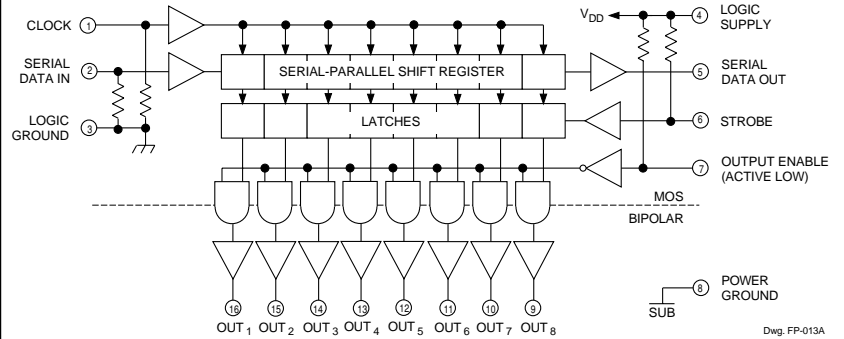 CLOCK 1
V_DD
4 LOGIC
SUPPLY
SERIAL
DATA IN 2
SERIAL-PARALLEL SHIFT REGISTER
5 SERIAL
DATA OUT
LOGIC
GROUND 3
LATCHES
6 STROBE
7 OUTPUT ENABLE
(ACTIVE LOW)
MOS
BIPOLAR
8 POWER
GROUND
SUB
16 15 14 13 12 11 10 9
OUT 1 OUT 2 OUT 3 OUT 4 OUT 5 OUT 6 OUT 7 OUT 8
Dwg. FP-013A